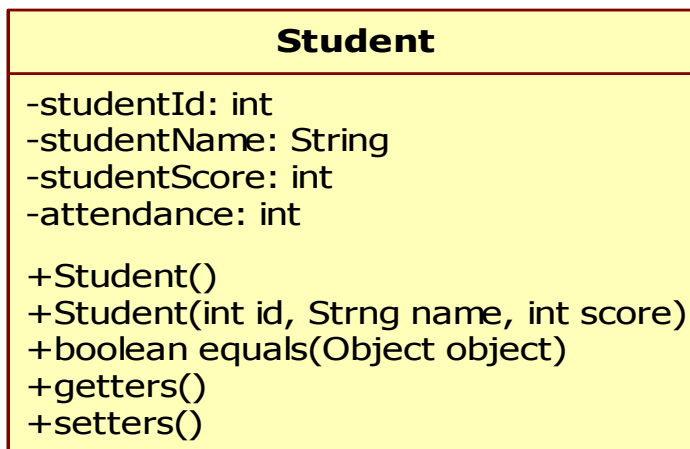 Student
-studentId: int
-studentName: String
-studentScore: int
-attendance: int
+Student()
+Student(int id, Strng name, int score)
+boolean equals(Object object)
+getters()
+setters()